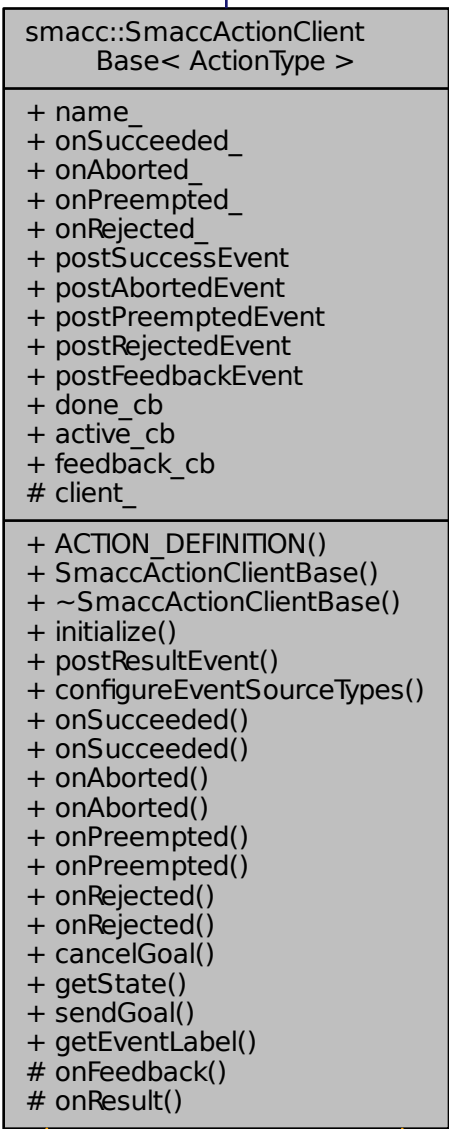 smacc::SmaccActionClient
Base< ActionType >
+ name_
+ onSucceeded_
+ onAborted_
+ onPreempted_
+ onRejected_
+ postSuccessEvent
+ postAbortedEvent
+ postPreemptedEvent
+ postRejectedEvent
+ postFeedbackEvent
+ done_cb
+ active_cb
+ feedback_cb
# client_
+ ACTION_DEFINITION()
+ SmaccActionClientBase()
+ ~SmaccActionClientBase()
+ initialize()
+ postResultEvent()
+ configureEventSourceTypes()
+ onSucceeded()
+ onSucceeded()
+ onAborted()
+ onAborted()
+ onPreempted()
+ onPreempted()
+ onRejected()
+ onRejected()
+ cancelGoal()
+ getState()
+ sendGoal()
+ getEventLabel()
# onFeedback()
# onResult()